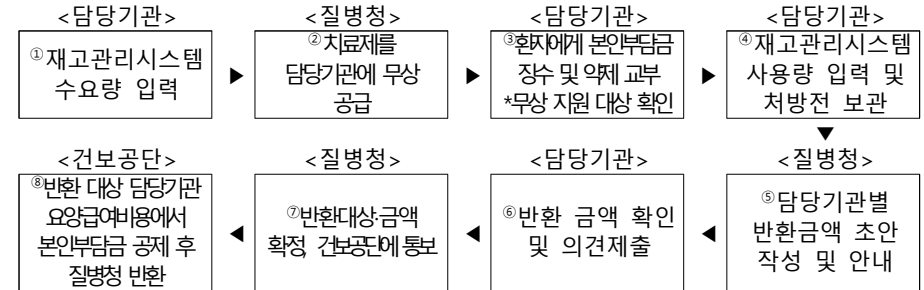 <담당기관>
①재고관리시스템
수요량 입력
▶
<질병청>
②치료제를
담당기관에 무상
공급
▶
<담당기관>
③환자에게 본인부담금
징수 및 약제 교부
*무상 지원 대상 확인
▶
<담당기관>
④재고관리시스템
사용량 입력 및
처방전 보관
▼
<질병청>
⑤담당기관별
반환금액 초안
작성 및 안내
◀
<담당기관>
⑥반환 금액 확인
및 의견제출
◀
<질병청>
⑦반환대상·금액
확정, 건보공단에 통보
◀
<건보공단>
⑧반환 대상 담당기관
요양급여비용에서
본인부담금 공제 후
질병청 반환